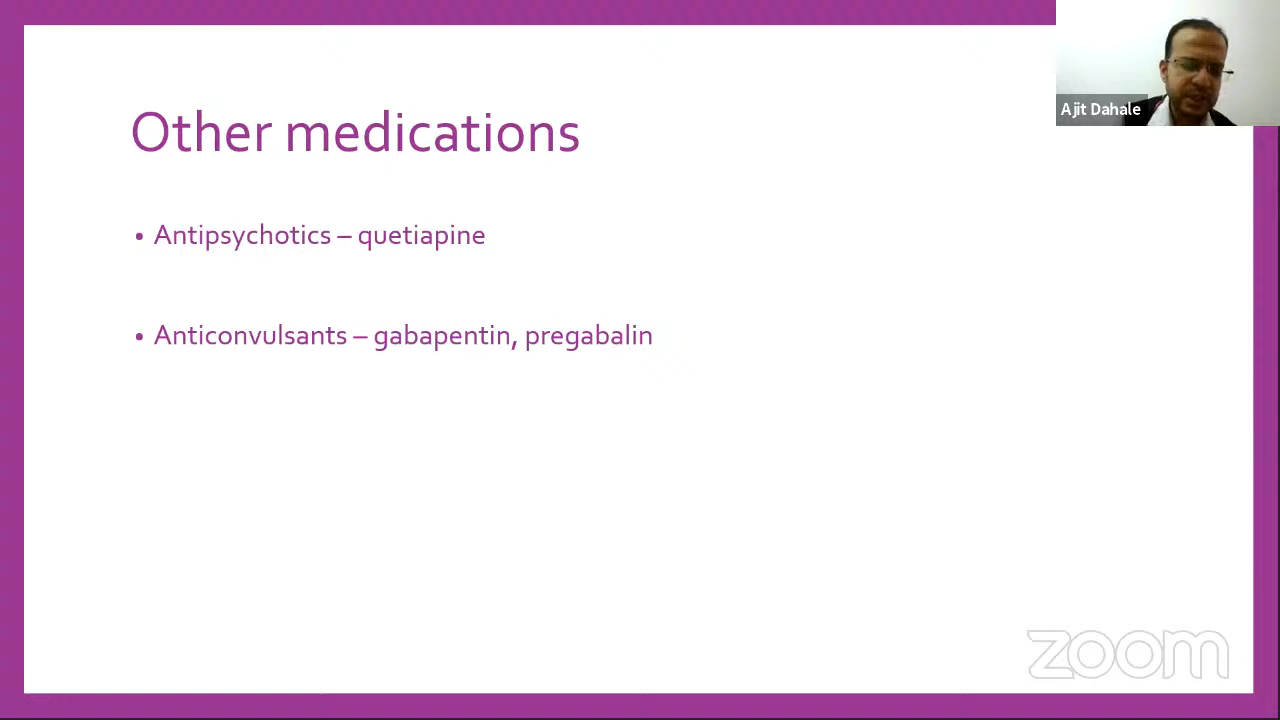 Other medications
Ajit Dahale
• Antipsychotics – quetiapine
• Anticonvulsants – gabapentin, pregabalin
zoom